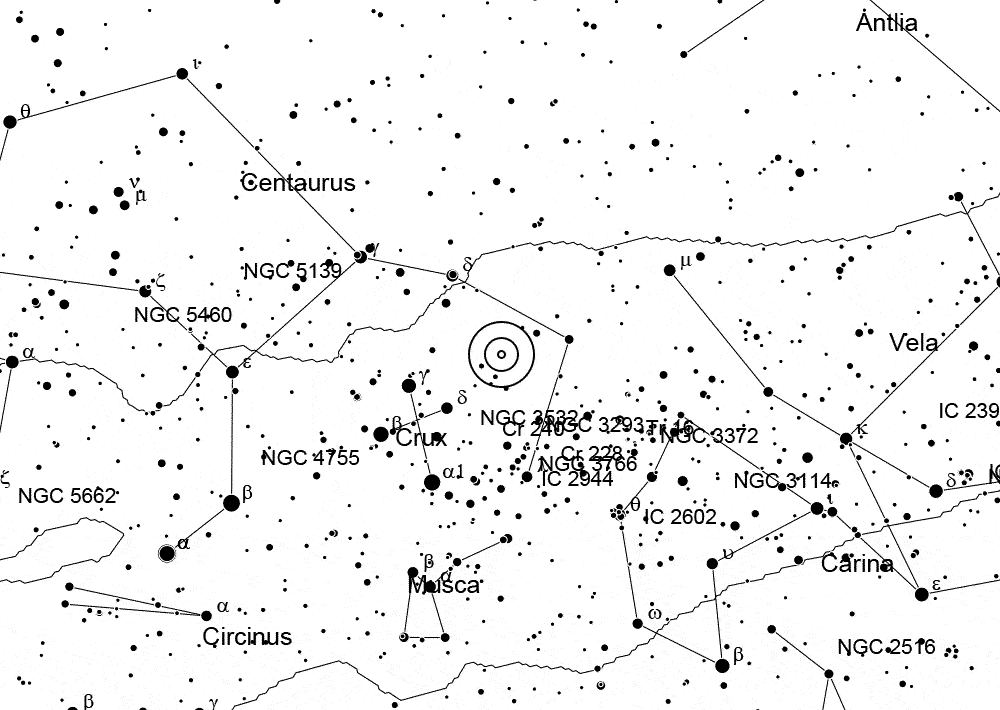 Antlia
ι
θ
Centaurus
ν
μ
γ
NGC 5139
δ
μ
ζ
NGC 5460
Vela
α
ε
γ
δ
IC 239
NGC 3532
NGC 3293
Cr 240
Tr 16
NGC 3372
β
Crux
κ
NGC 4755
Cr 228
NGC 3766
α1
IC 2944
NGC 3114
δ
ζ
NGC 5662
β
θ
IC 2602
ι
α
υ
Carina
β
α
Musca
ε
α
Circinus
ω
NGC 2516
β
β
γ